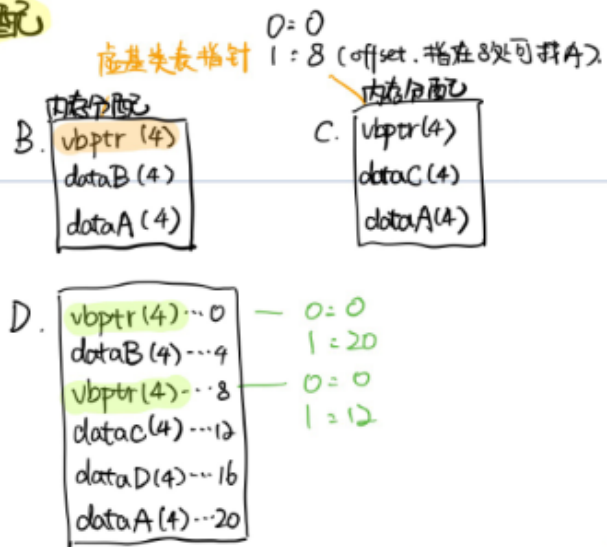 配
0=0
虚基类表指针 1:8 (offset.指在8处可找A).
内存分配
内存分配
B. vbptr (4)
dataB (4)
dataA (4)
C. vbptr(4)
dataC(4)
dataA(4)
D. vbptr(4)…0
dataB (4)…4
vbptr(4)…8
dataC(4)…12
dataD(4)…16
dataA(4)…20
0=0
1=20
0=0
1=12